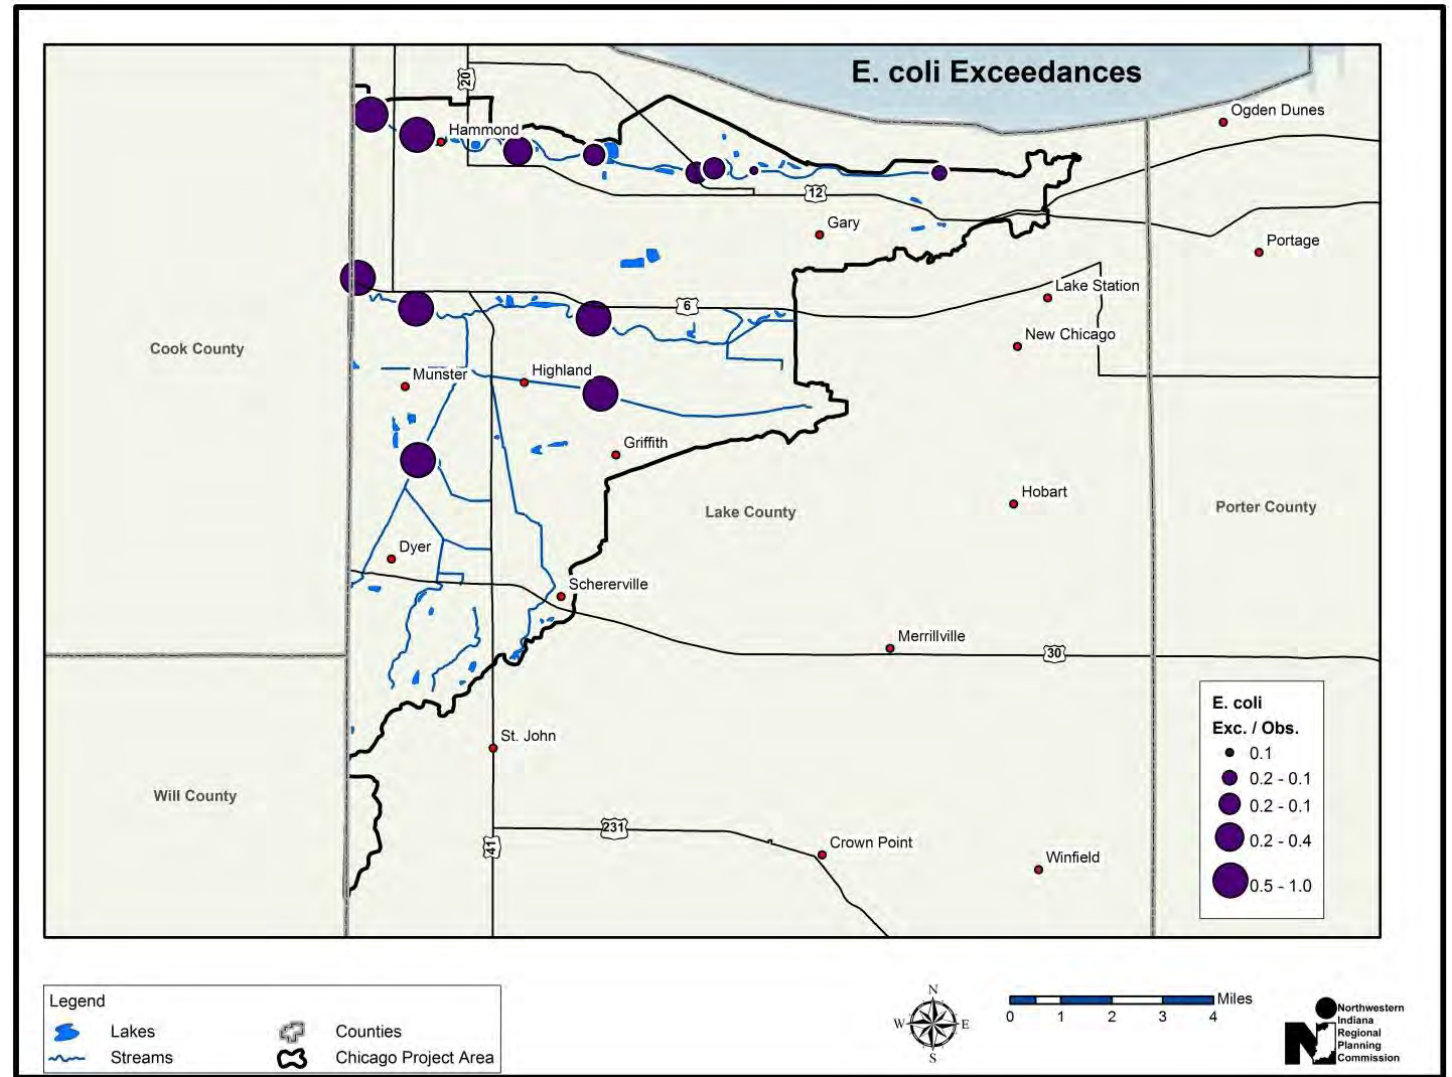 E. coli Exceedances
20
Ogden Dunes
Hammond
12
Gary
Portage
Lake Station
6
New Chicago
Cook County
Munster
Highland
Griffith
Hobart
Lake County
Porter County
Dyer
Schererville
Merrillville
30
St. John
Will County
231
41
Crown Point
Winfield
E. coli
Exc. / Obs.
0.1
0.2 - 0.1
0.2 - 0.1
0.2 - 0.4
0.5 - 1.0
Legend
Lakes
Counties
Streams
Chicago Project Area
N
W E
S
Miles
0 1 2 3 4
Northwestern
Indiana
Regional
Planning
Commission